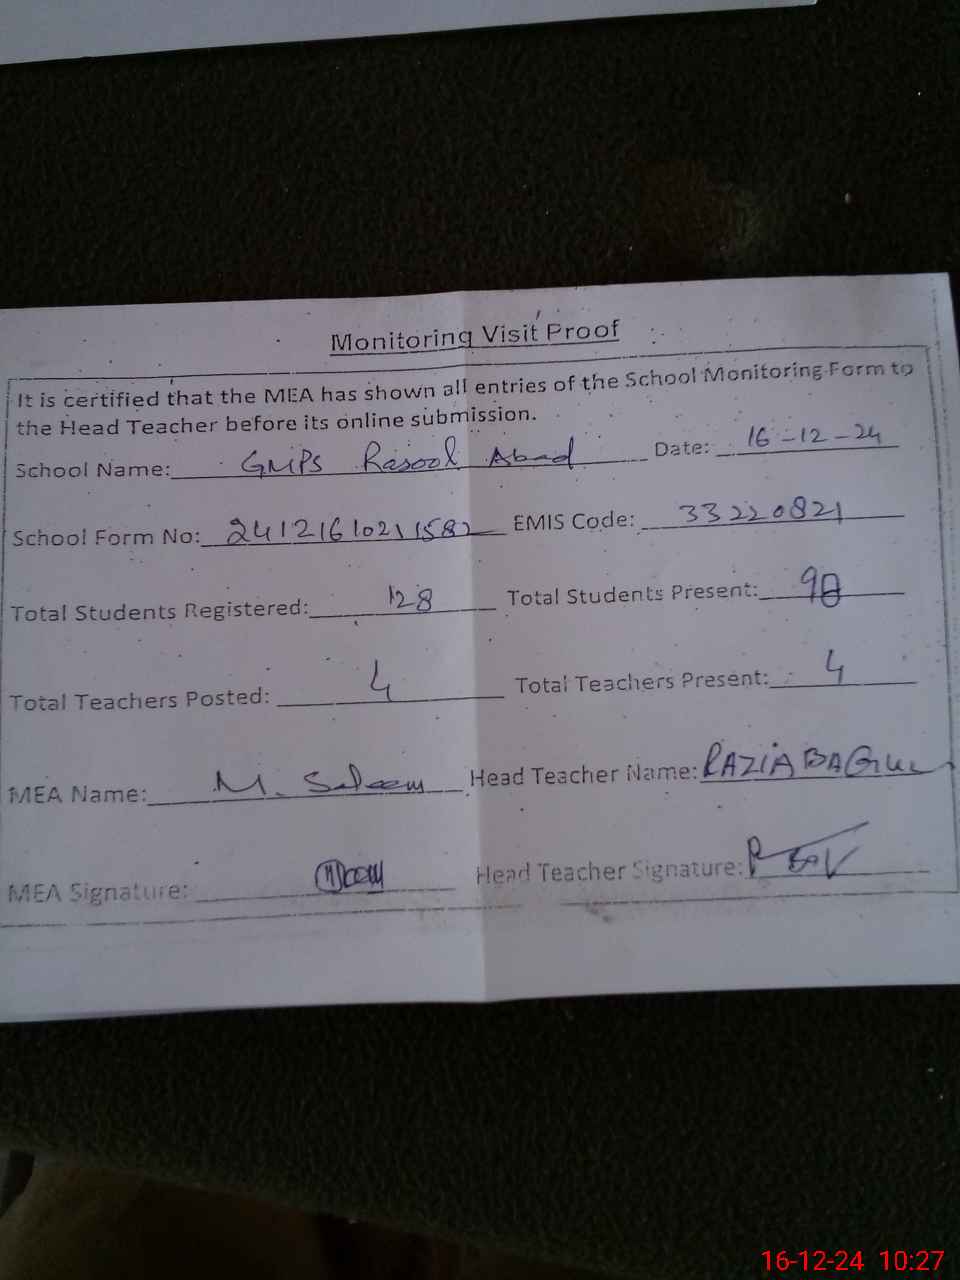 Monitoring Visit Proof
It is certified that the MEA has shown all entries of the School Monitoring Form to
the Head Teacher before its online submission.
School Name: GMPS Rasool Abad Date: 16-12-24
School Form No: 24121610211582 EMIS Code: 33220821
Total Students Registered: 128 Total Students Present: 90
Total Teachers Posted: 4 Total Teachers Present: 4
MEA Name: M. Saleem Head Teacher Name: RAZIA
MEA Signature: Head Teacher Signature:
16-12-24 10:27